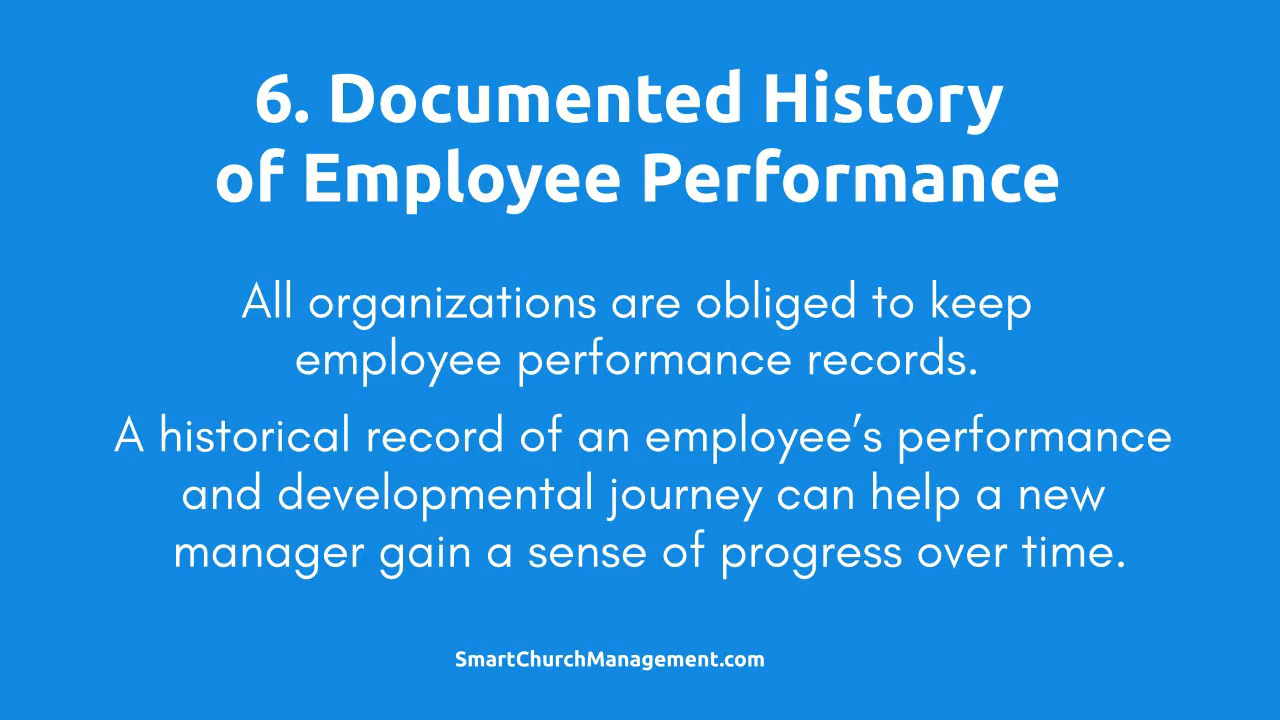 6. Documented History
of Employee Performance
All organizations are obliged to keep
employee performance records.
A historical record of an employee’s performance
and developmental journey can help a new
manager gain a sense of progress over time.
SmartChurchManagement.com